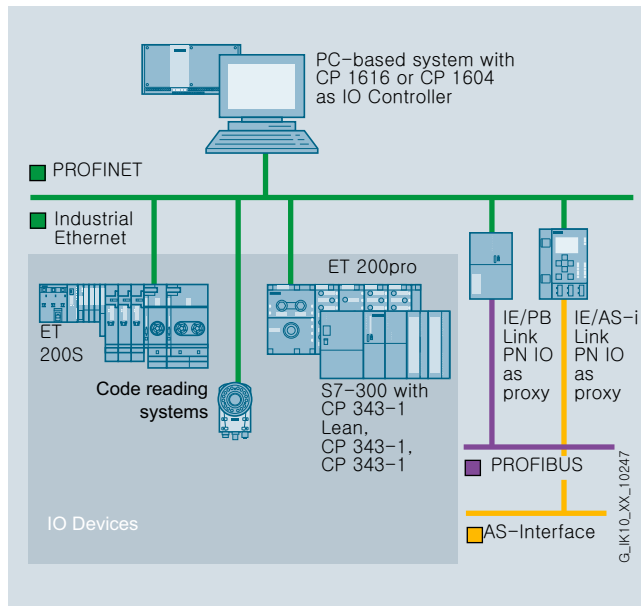 PC-based system with
CP 1616 or CP 1604
as IO Controller
PROFINET
Industrial
Ethernet
ET 200pro
ET
200S
Code reading
systems
S7-300 with
CP 343-1
Lean,
CP 343-1,
CP 343-1
IE/PB
Link
PN IO
as
proxy
IE/AS-i
Link
PN IO
as
proxy
PROFIBUS
AS-Interface
IO Devices
G_IK10_XX_10247